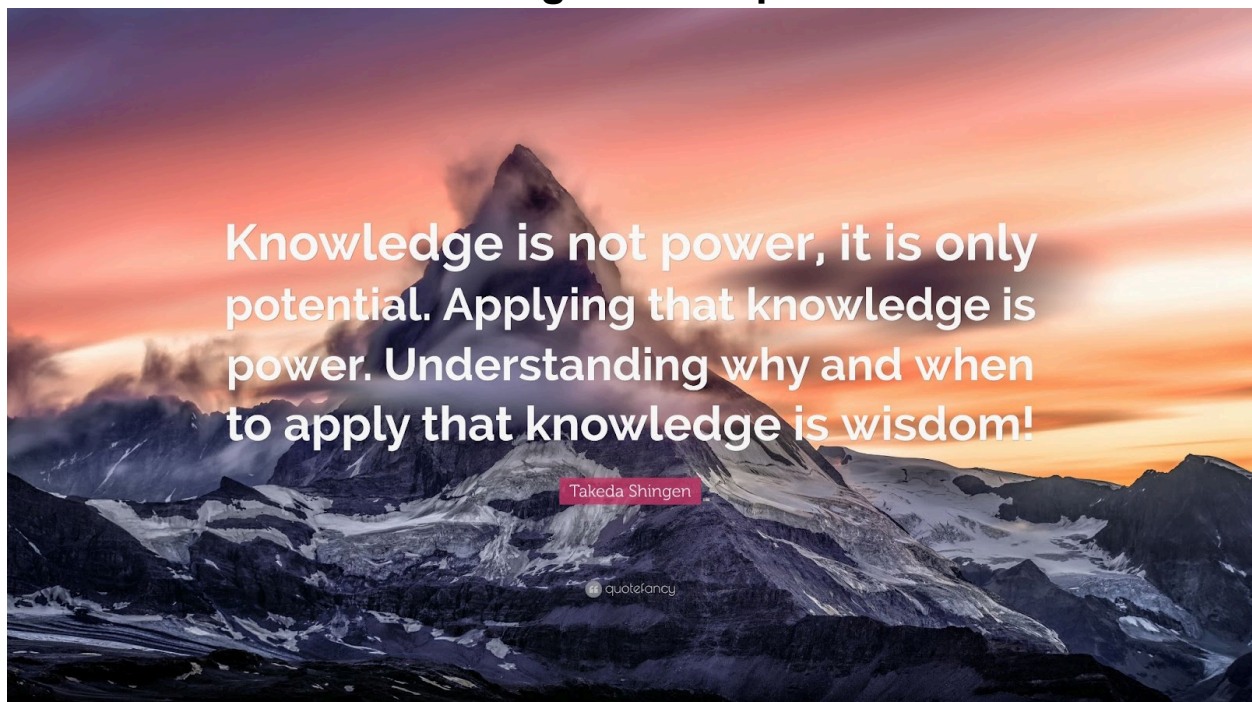 Knowledge is not power, it is only
potential. Applying that knowledge is
power. Understanding why and when
to apply that knowledge is wisdom!
Takeda Shingen
quotefancy